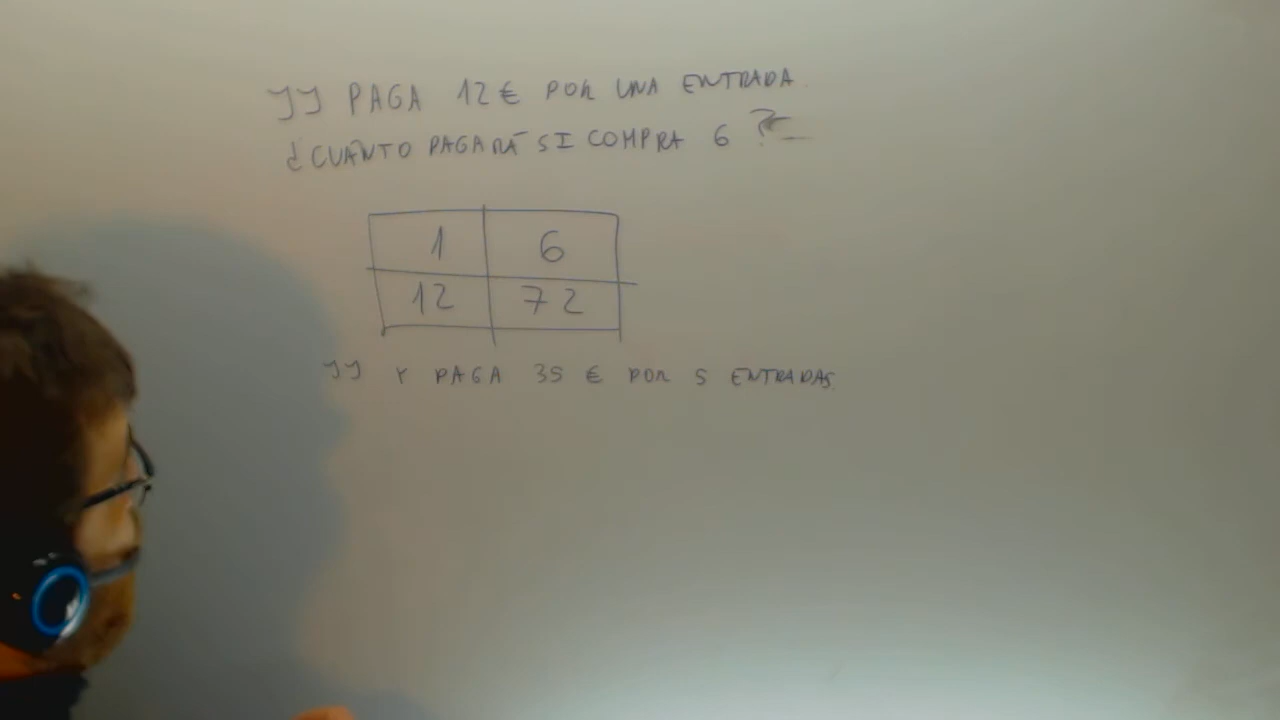 JJ PAGA 12 € POR UNA ENTRADA
¿CUÁNTO PAGARÁ SI COMPRA 6 ?
1 6
12 72
JJ Y PAGA 35 € POR 5 ENTRADAS.